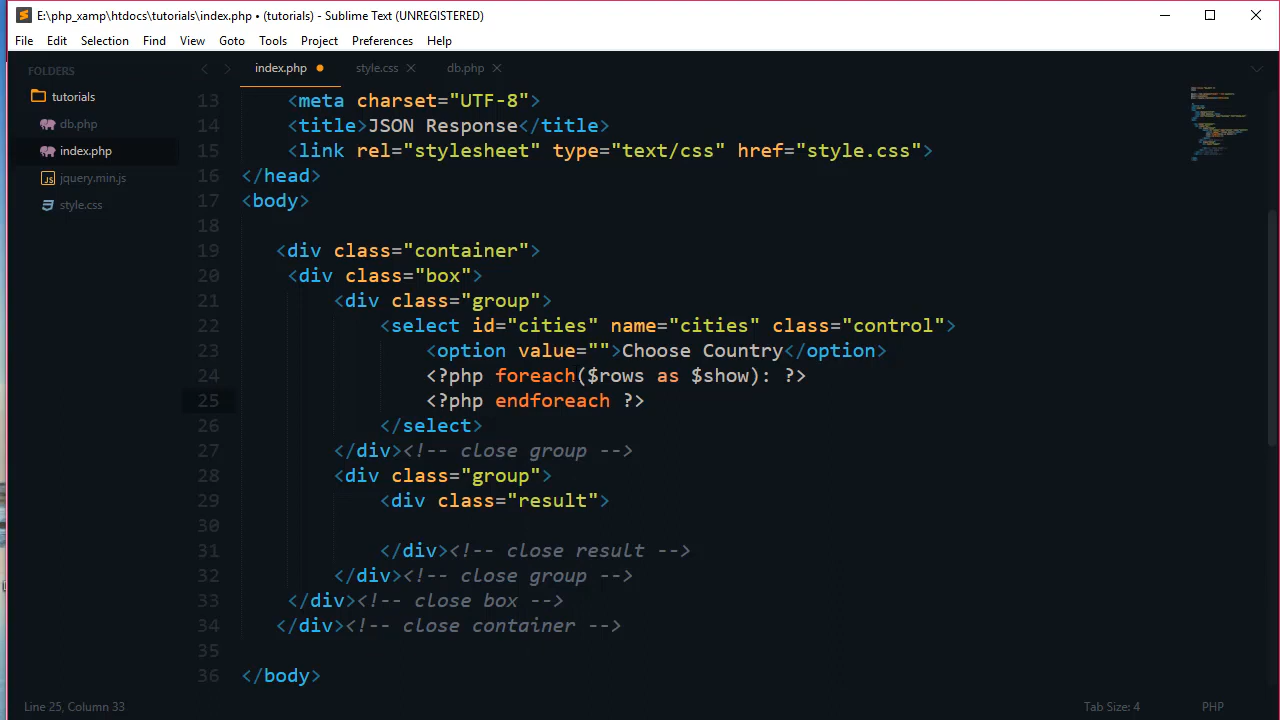 E:\php_xamp\htdocs\tutorials\index.php • (tutorials) - Sublime Text (UNREGISTERED)
File Edit Selection Find View Goto Tools Project Preferences Help
FOLDERS
tutorials
db.php
index.php
jquery.min.js
style.css
index.php style.css db.php
13 <meta charset="UTF-8">
14 <title>JSON Response</title>
15 <link rel="stylesheet" type="text/css" href="style.css">
16 </head>
17 <body>
18
19 <div class="container">
20 <div class="box">
21 <div class="group">
22 <select id="cities" name="cities" class="control">
23 <option value="">Choose Country</option>
24 <?php foreach($rows as $show): ?>
25 <?php endforeach ?>
26 </select>
27 </div><!-- close group -->
28 <div class="group">
29 <div class="result">
30
31 </div><!-- close result -->
32 </div><!-- close group -->
33 </div><!-- close box -->
34 </div><!-- close container -->
35
36 </body>
Line 25, Column 33
Tab Size: 4
PHP